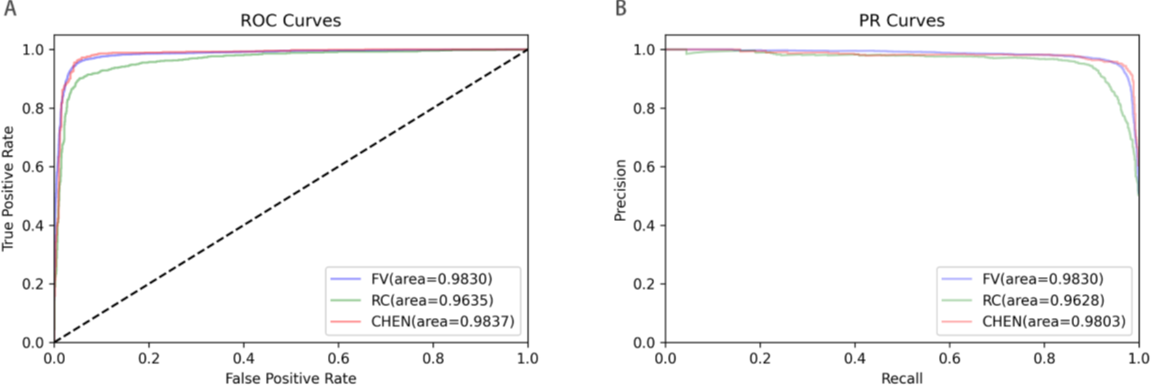 A
ROC Curves
True Positive Rate
1.0
0.8
0.6
0.4
0.2
0.0
0.0 0.2 0.4 0.6 0.8 1.0
False Positive Rate
FV(area=0.9830)
RC(area=0.9635)
CHEN(area=0.9837)
B
PR Curves
Precision
1.0
0.8
0.6
0.4
0.2
0.0
0.0 0.2 0.4 0.6 0.8 1.0
Recall
FV(area=0.9830)
RC(area=0.9628)
CHEN(area=0.9803)